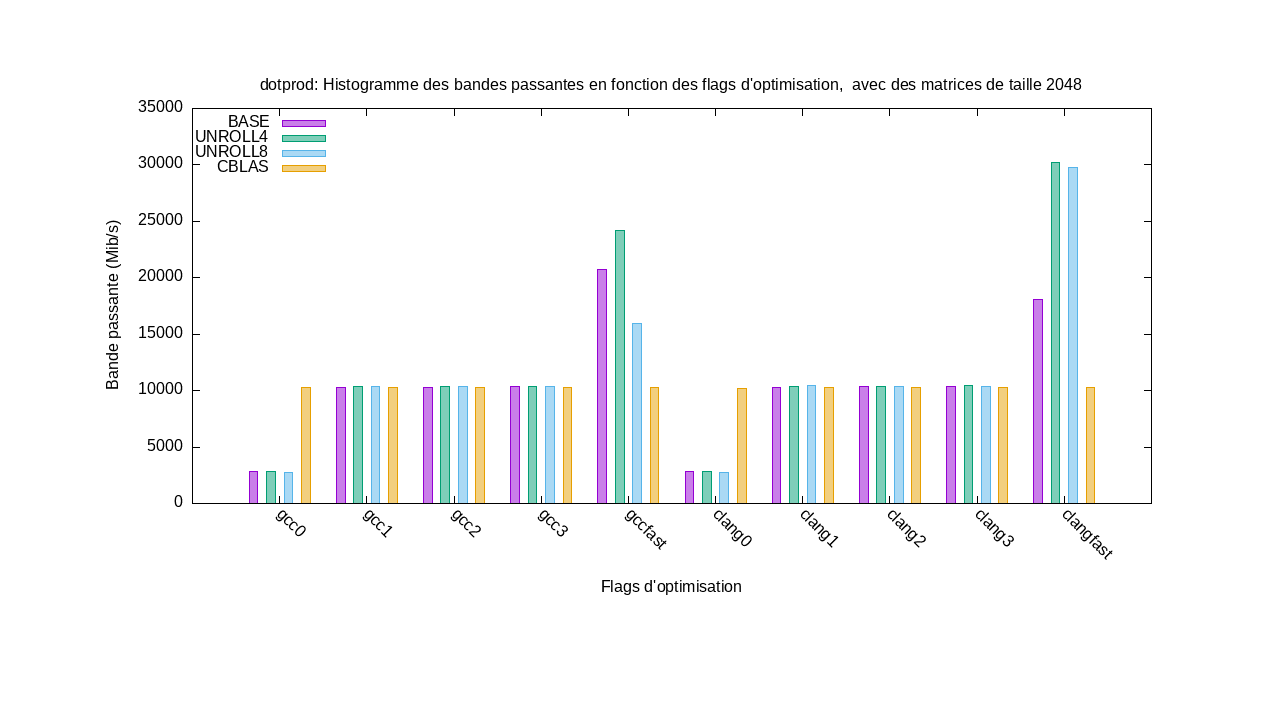 dotprod: Histogramme des bandes passantes en fonction des flags d'optimisation,  avec des matrices de taille 2048
35000
30000
25000
20000
15000
10000
5000
0
Bande passante (Mib/s)
BASE
UNROLL4
UNROLL8
CBLAS
gcc0
gcc1
gcc2
gcc3
gccfast
clang0
clang1
clang2
clang3
clangfast
Flags d'optimisation